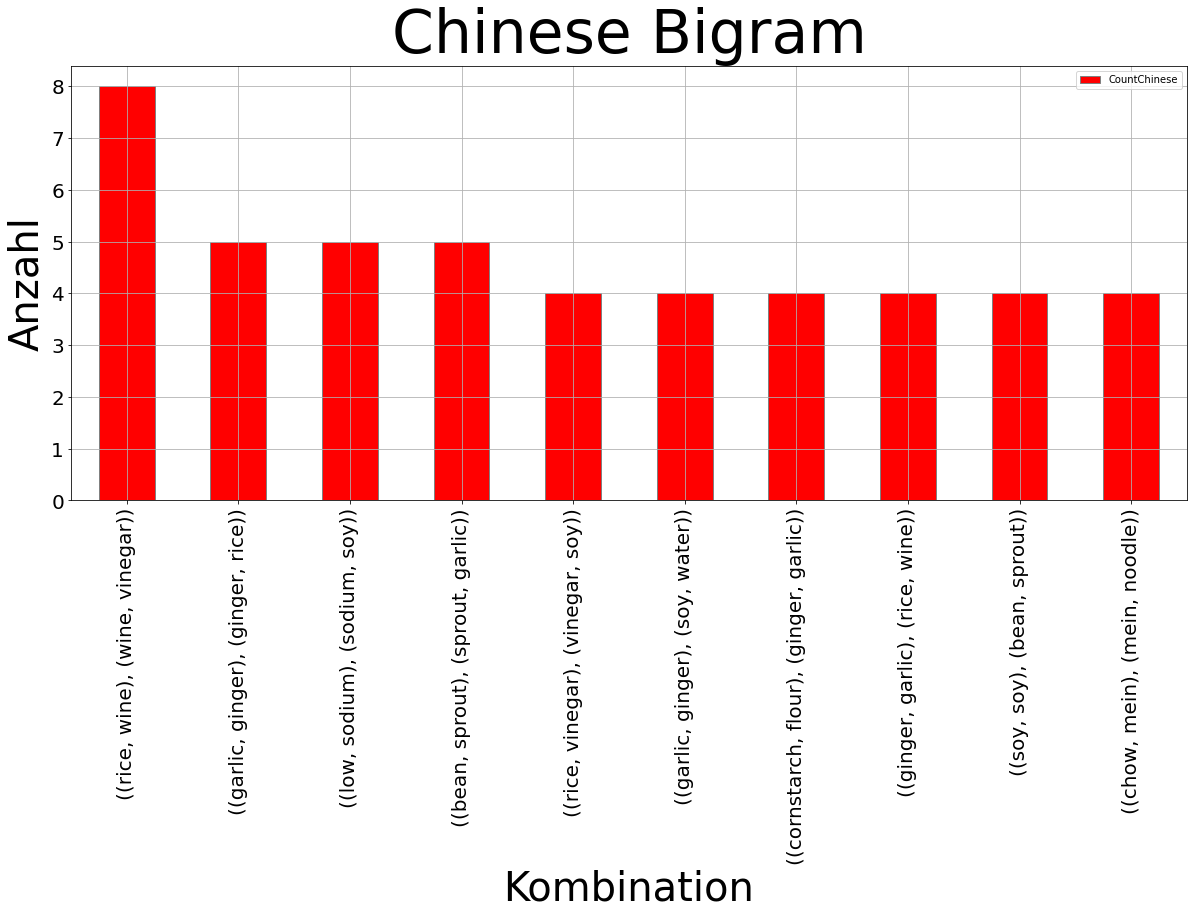 Chinese Bigram
CountChinese
Anzahl
8
7
6
5
4
3
2
1
0
((rice, wine), (wine, vinegar))
((garlic, ginger), (ginger, rice))
((low, sodium), (sodium, soy))
((bean, sprout), (sprout, garlic))
((rice, vinegar), (vinegar, soy))
((garlic, ginger), (soy, water))
((cornstarch, flour), (ginger, garlic))
((ginger, garlic), (rice, wine))
((soy, soy), (bean, sprout))
((chow, mein), (mein, noodle))
Kombination